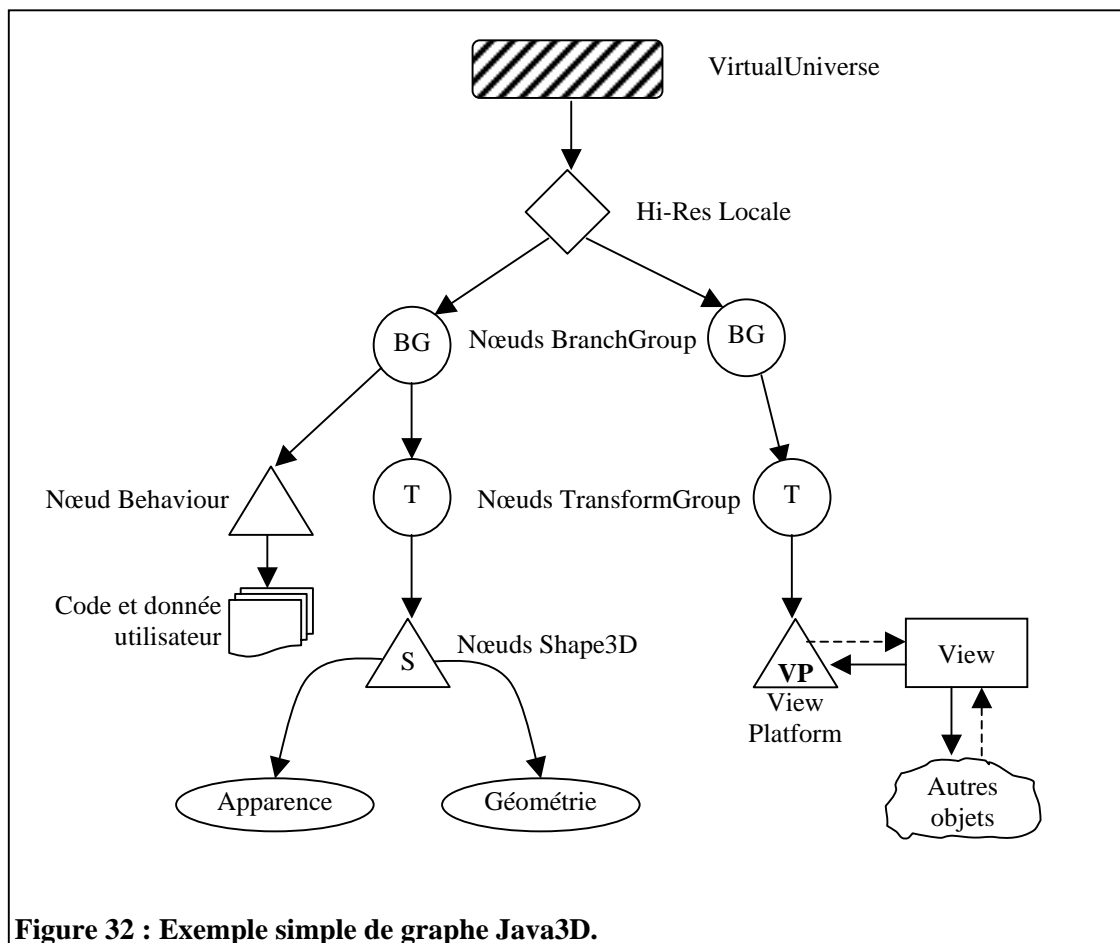 VirtualUniverse
Hi-Res Locale
BG
Nœuds BranchGroup
BG
Nœud Behaviour
T
Nœuds TransformGroup
T
Code et donnée
utilisateur
S
Nœuds Shape3D
VP
View
Platform
View
Apparence
Géométrie
Autres
objets
Figure 32 : Exemple simple de graphe Java3D.